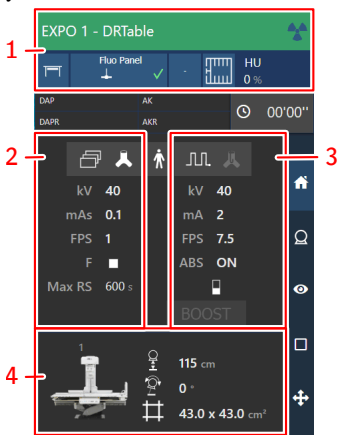 1
EXPO 1 - DRTable
Fluo Panel
-
HU
0 %
DAP
AK
DAPR
AKR
00'00"
2
3
kV 40
mAs 0.1
FPS 1
F
Max RS 600 s
kV 40
mA 2
FPS 7.5
ABS ON
BOOST
4
1
115 cm
0 °
43.0 x 43.0 cm²